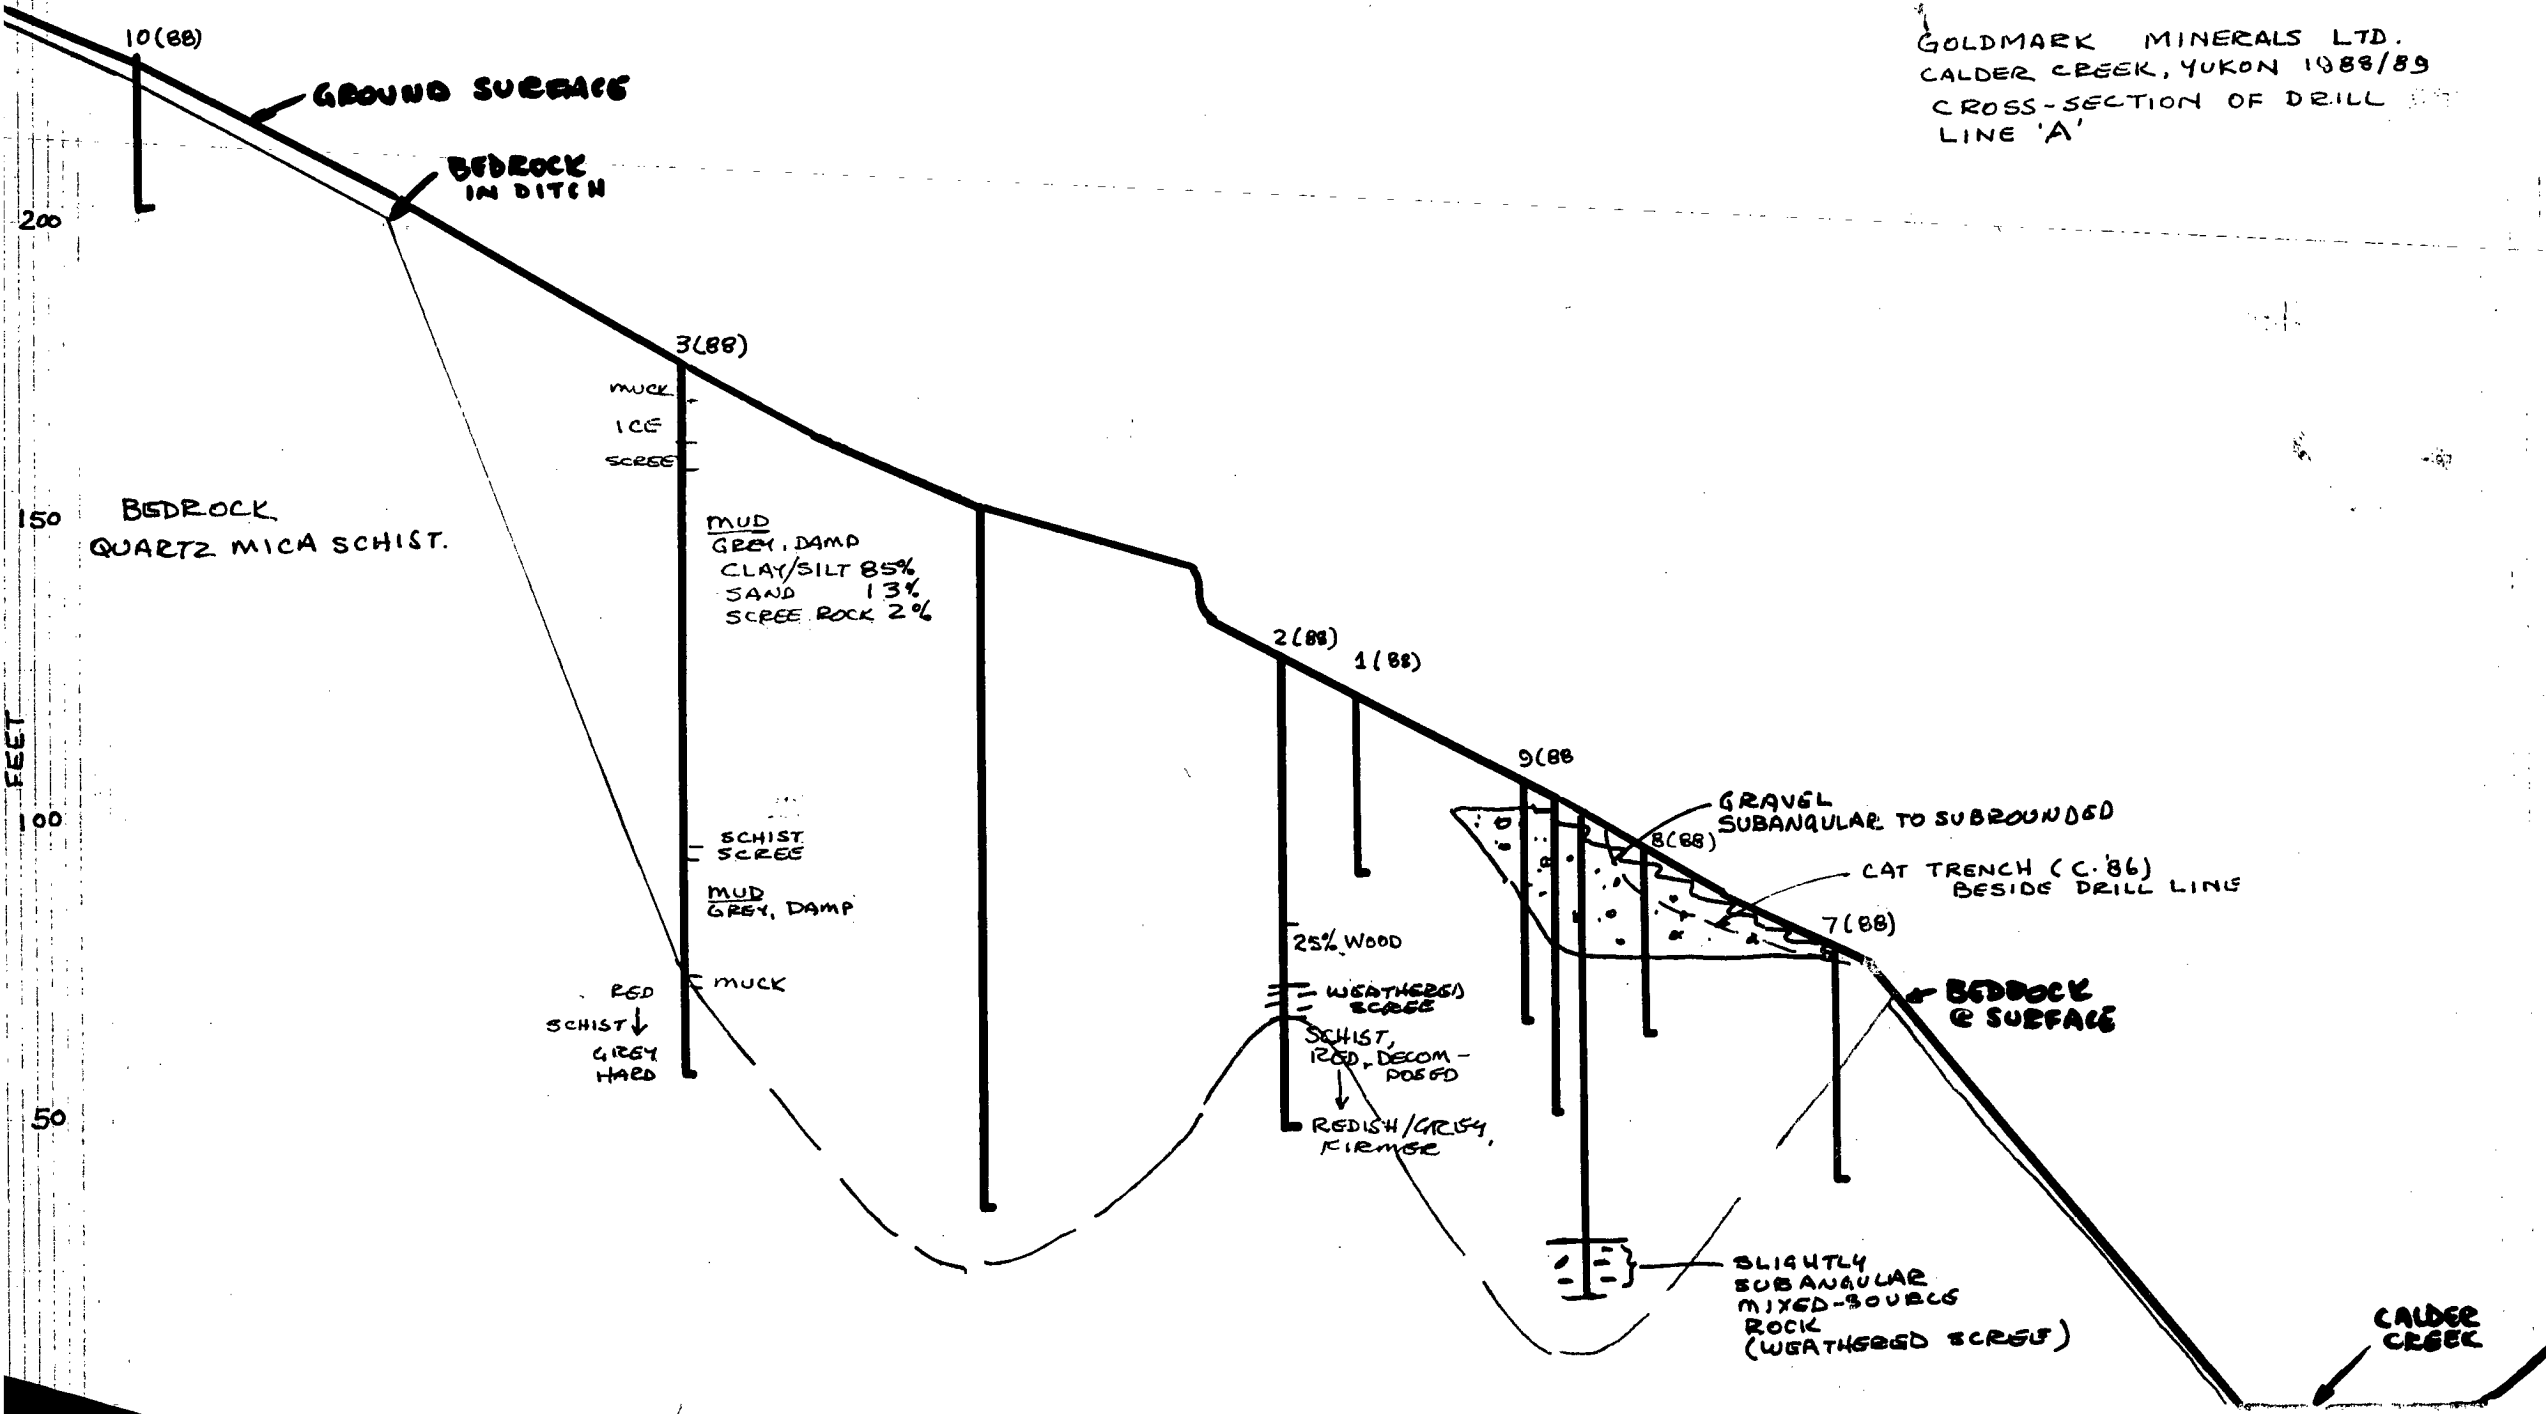 GOLDMARK MINERALS LTD.
CALDER CREEK, YUKON 1988/89
CROSS-SECTION OF DRILL
LINE 'A'
10(88)
GROUND SURFACE
BEDROCK
IN DITCH
200
3(88)
MUCK
ICE
SCREE
150
BEDROCK
QUARTZ MICA SCHIST.
MUD
GREY, DAMP
CLAY/SILT 85%
SAND 13%
SCREE ROCK 2%
2(88)
1(88)
FEET
9(88
100
GRAVEL
SUBANGULAR TO SUBROUNDED
8(88)
SCHIST
SCREE
CAT TRENCH (C.'86)
BESIDE DRILL LINE
MUD
GREY, DAMP
7(88)
25% WOOD
MUCK
RED
SCHIST
GREY
HARD
WEATHERED
SCREE
BEDROCK
@ SURFACE
SCHIST,
RED, DECOM-
POSED
50
REDISH/GREY,
FIRMER
SLIGHTLY
SUBANGULAR
MIXED-SOURCE
ROCK
(WEATHERED SCREE)
CALDER
CREEK